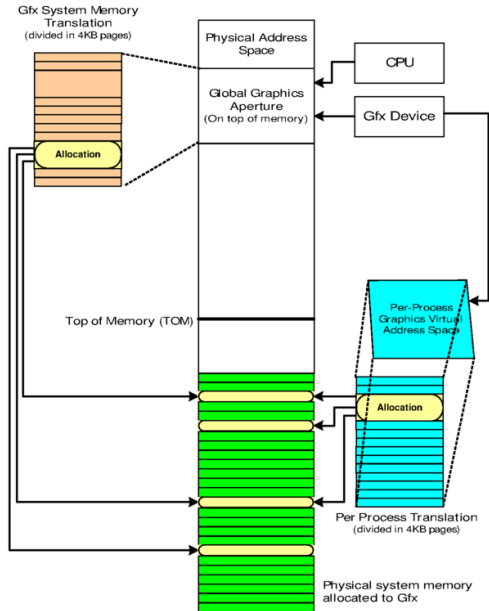 Gfx System Memory
Translation
(divided in 4KB pages)
Physical Address
Space
CPU
Global Graphics
Aperture
(On top of memory)
Gfx Device
Allocation
Per-Process
Graphics Virtual
Address Space
Top of Memory (TOM)
Allocation
Per Process Translation
(divided in 4KB pages)
Physical system memory
allocated to Gfx